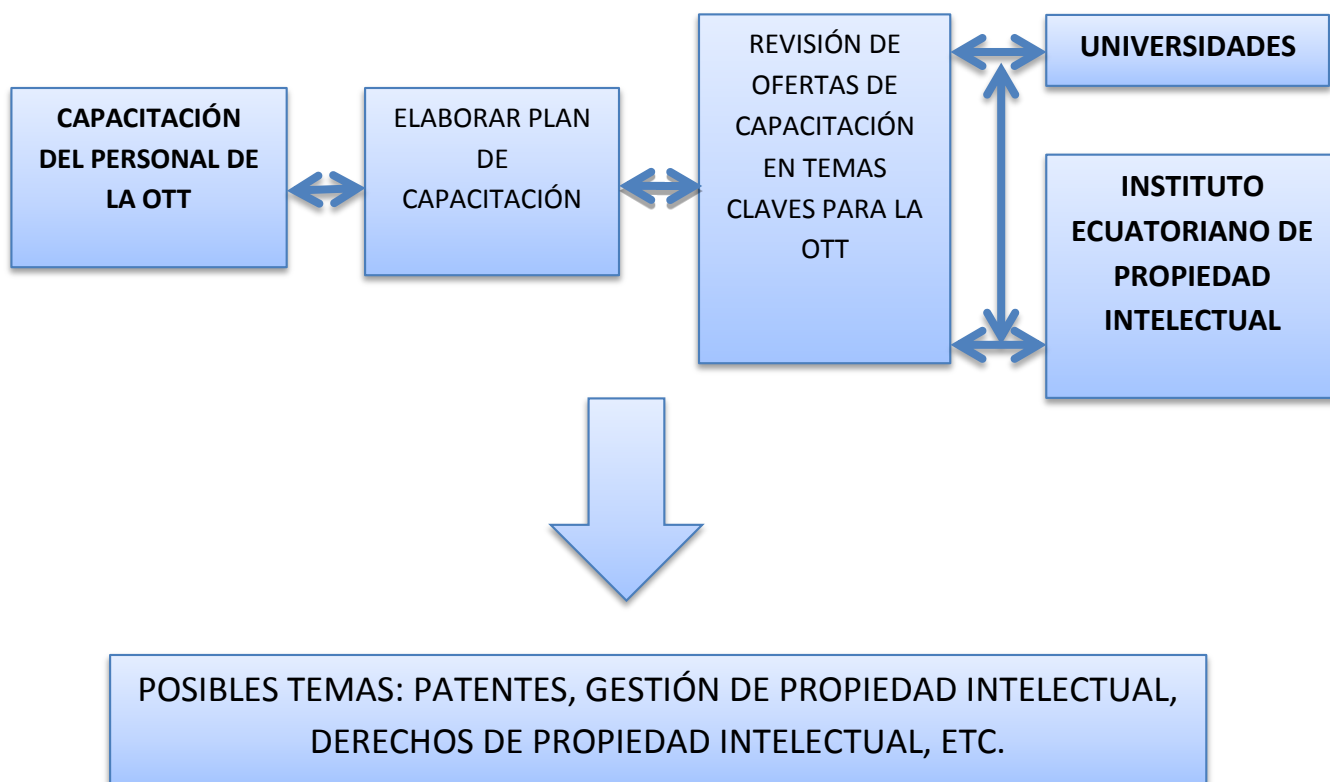 CAPACITACIÓN
DEL PERSONAL DE
LA OTT
ELABORAR PLAN
DE
CAPACITACIÓN
REVISIÓN DE
OFERTAS DE
CAPACITACIÓN
EN TEMAS
CLAVES PARA LA
OTT
UNIVERSIDADES
INSTITUTO
ECUATORIANO DE
PROPIEDAD
INTELECTUAL
POSIBLES TEMAS: PATENTES, GESTIÓN DE PROPIEDAD INTELECTUAL,
DERECHOS DE PROPIEDAD INTELECTUAL, ETC.